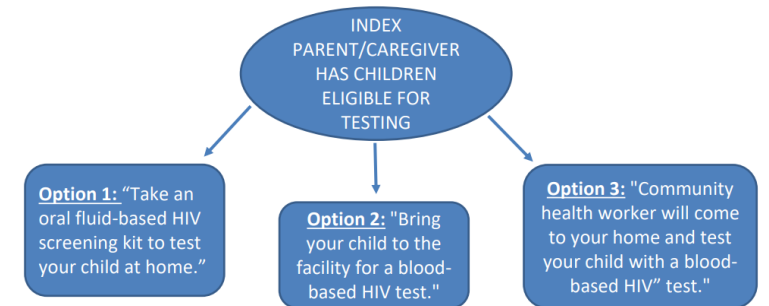 INDEX
PARENT/CAREGIVER
HAS CHILDREN
ELIGIBLE FOR
TESTING
Option 1: “Take an
oral fluid-based HIV
screening kit to test
your child at home.”
Option 2: "Bring
your child to the
facility for a blood-
based HIV test."
Option 3: "Community
health worker will come
to your home and test
your child with a blood-
based HIV” test."